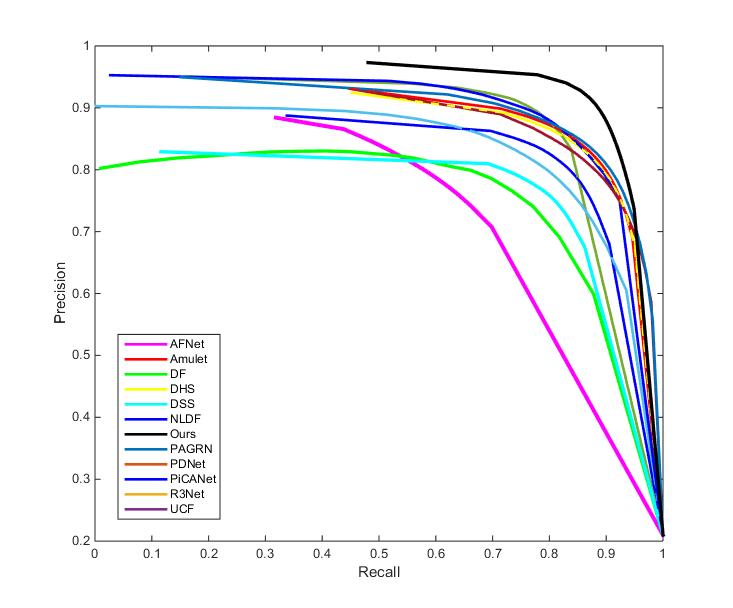 1
0.9
0.8
0.7
0.6
0.5
0.4
0.3
0.2
Precision
AFNet
Amulet
DF
DHS
DSS
NLDF
Ours
PAGRN
PDNet
PiCANet
R3Net
UCF
0 0.1 0.2 0.3 0.4 0.5 0.6 0.7 0.8 0.9 1
Recall